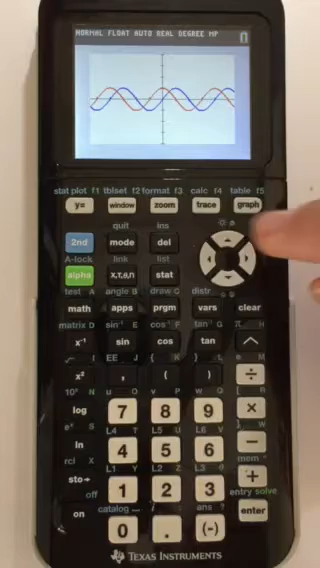 NORMAL FLOAT AUTO REAL DEGREE MP
stat plot f1 tblset f2 format f3 calc f4 table f5
y= window zoom trace graph
quit ins
2nd mode del
A-lock link list
alpha X,T,θ,n stat
test A angle B draw C distr
math apps prgm vars clear
matrix D sin⁻¹ E cos⁻¹ F tan⁻¹ G π H
x⁻¹ sin cos tan ^
√ I EE J { K } L e M
x² , ( ) ÷
10ˣ N u O v P w Q R
log 7 8 9 ×
eˣ S L4 T L5 U L6 V ] W
ln 4 5 6 −
rcl X L1 Y L2 Z L3 θ mem "
sto→ 1 2 3 +
off catalog : ans ? entry solve
on 0 . (-) enter
TEXAS INSTRUMENTS